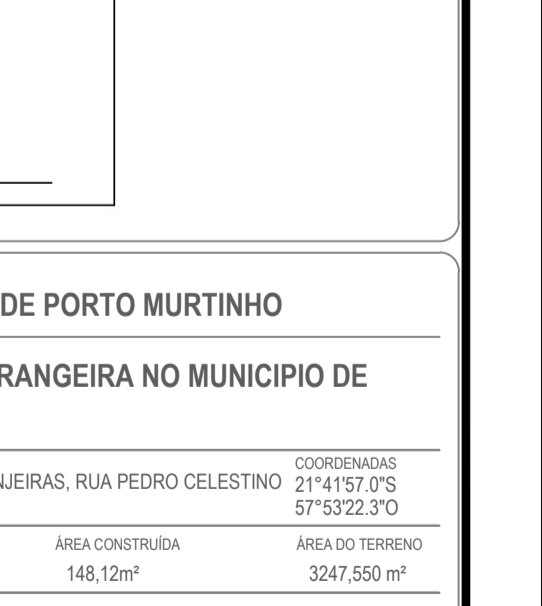 DE PORTO MURTINHO
RANGEIRA NO MUNICIPIO DE
NJEIRAS, RUA PEDRO CELESTINO
COORDENADAS
21°41'57.0"S
57°53'22.3"O
ÁREA CONSTRUÍDA
ÁREA DO TERRENO
148,12m²
3247,550 m²